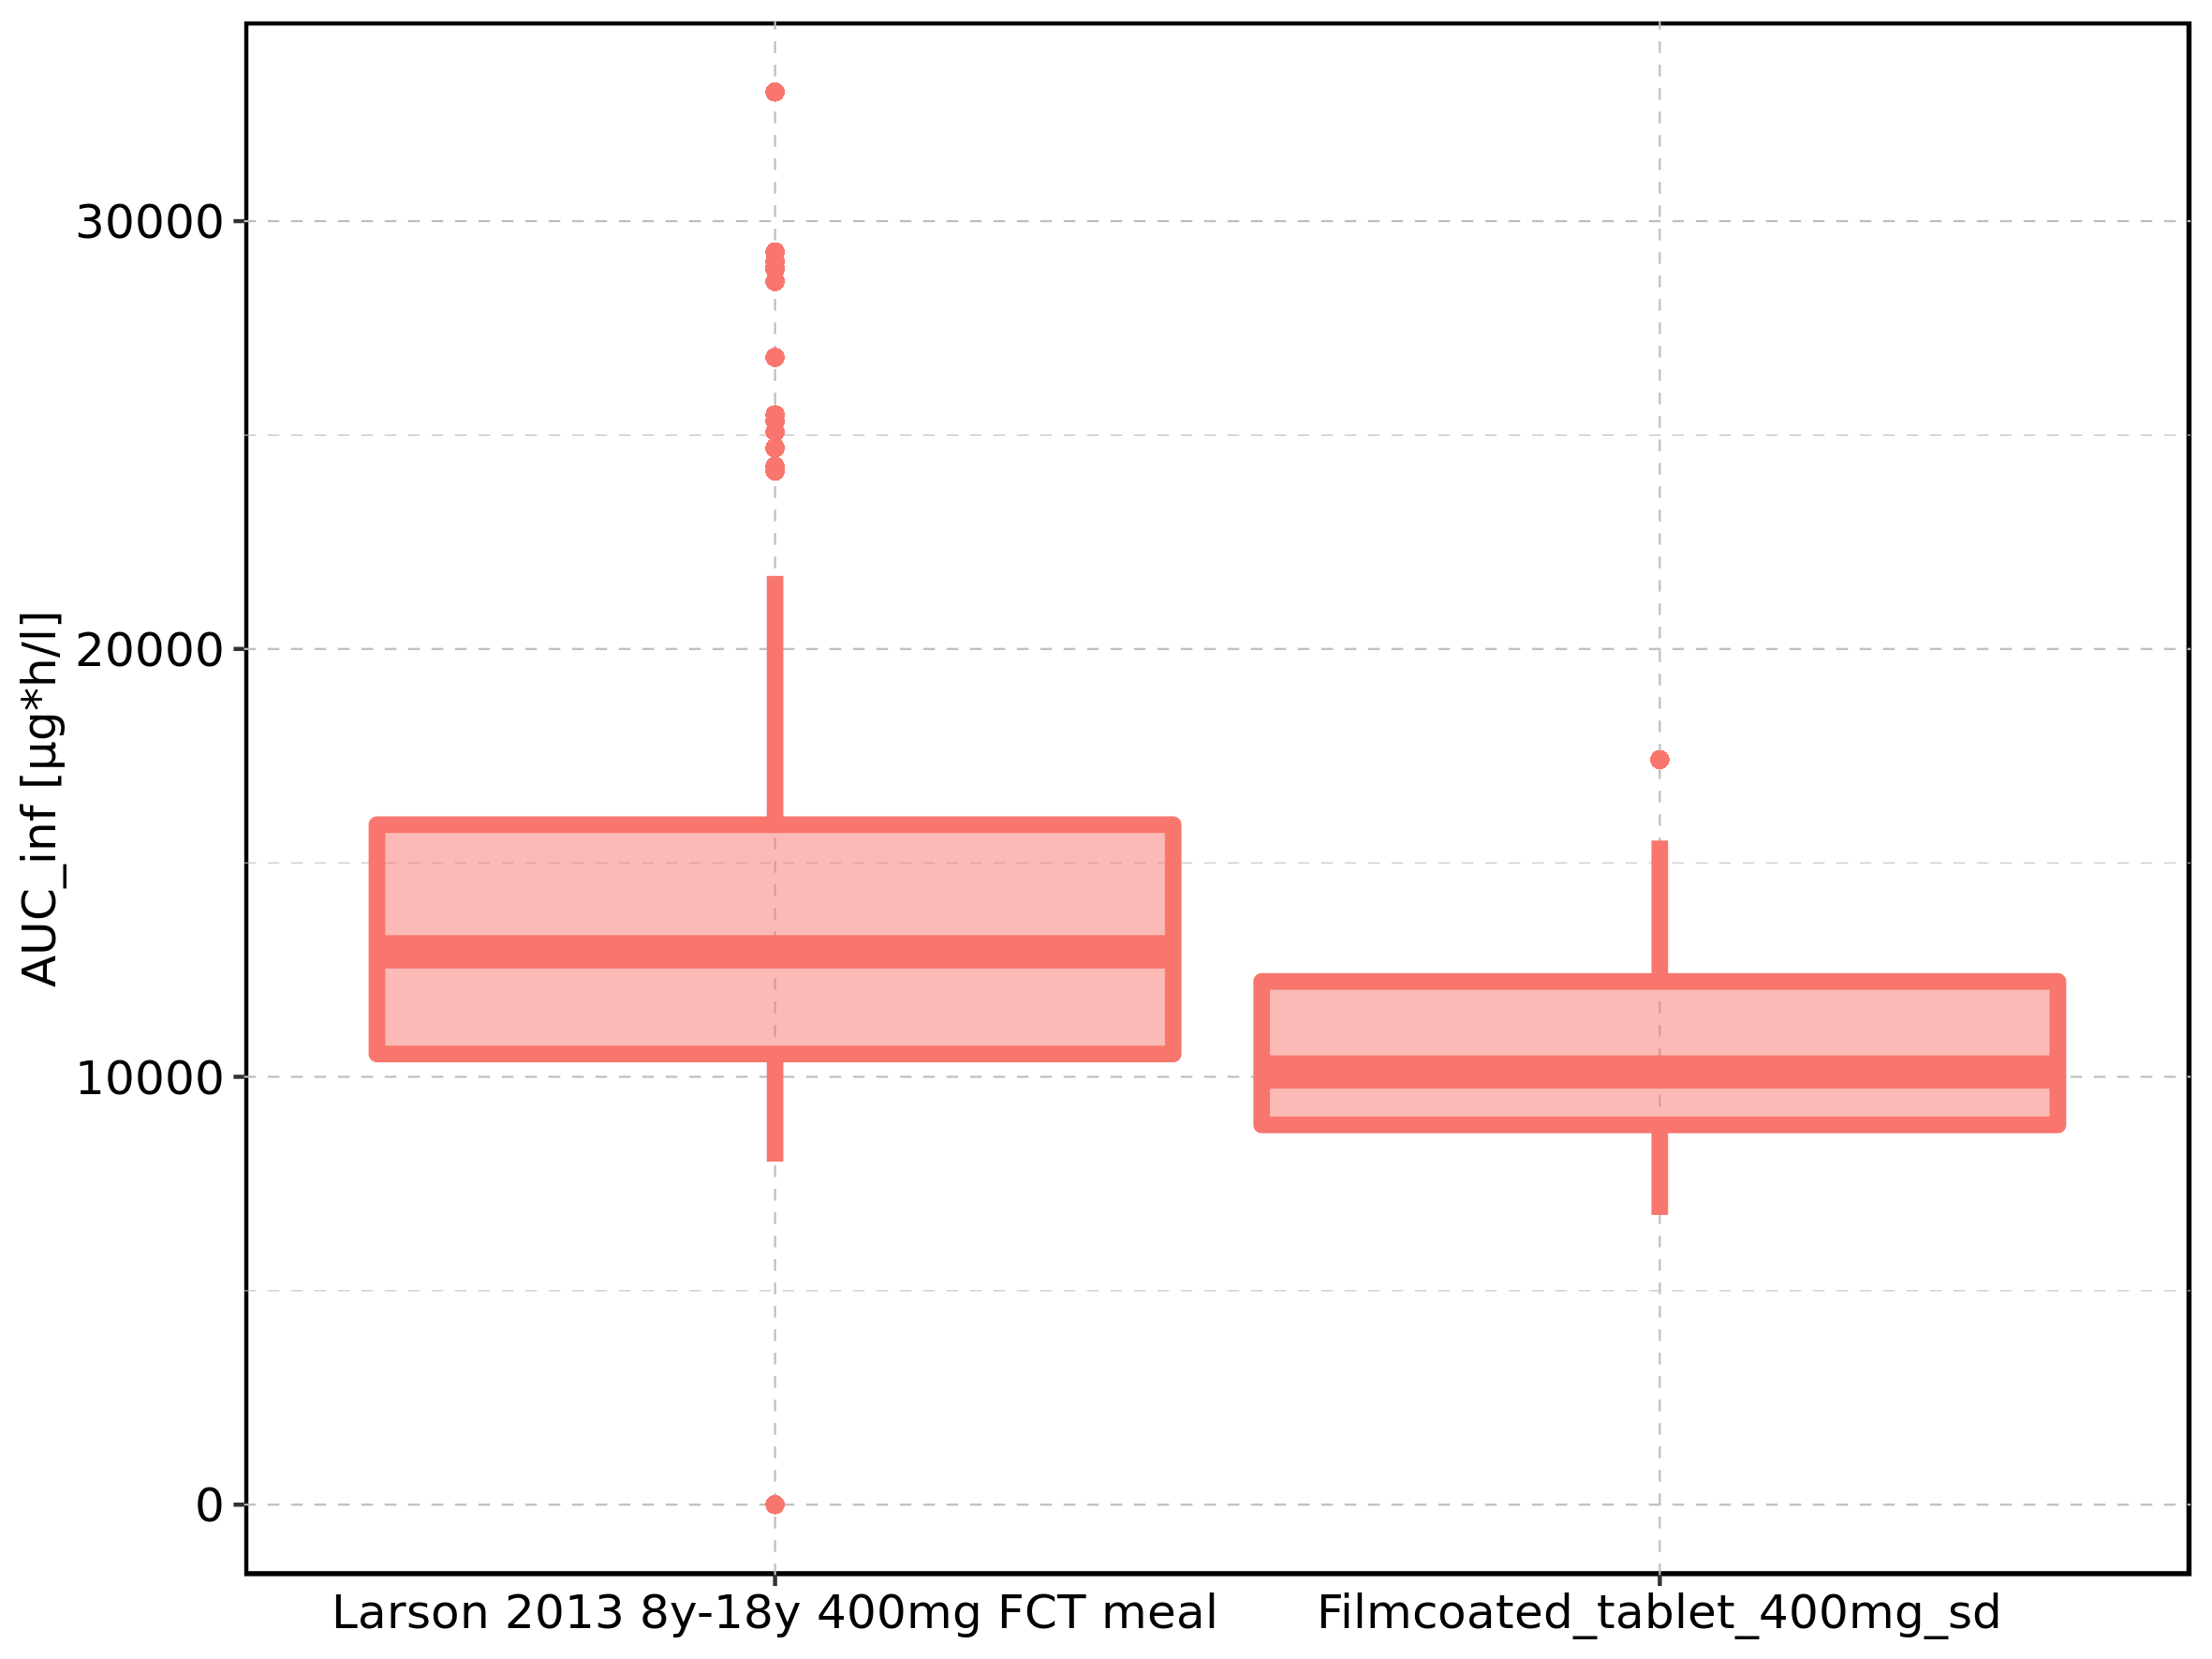 AUC_inf [µg*h/l]
30000
20000
10000
0
Larson 2013 8y-18y 400mg FCT meal
Filmcoated_tablet_400mg_sd